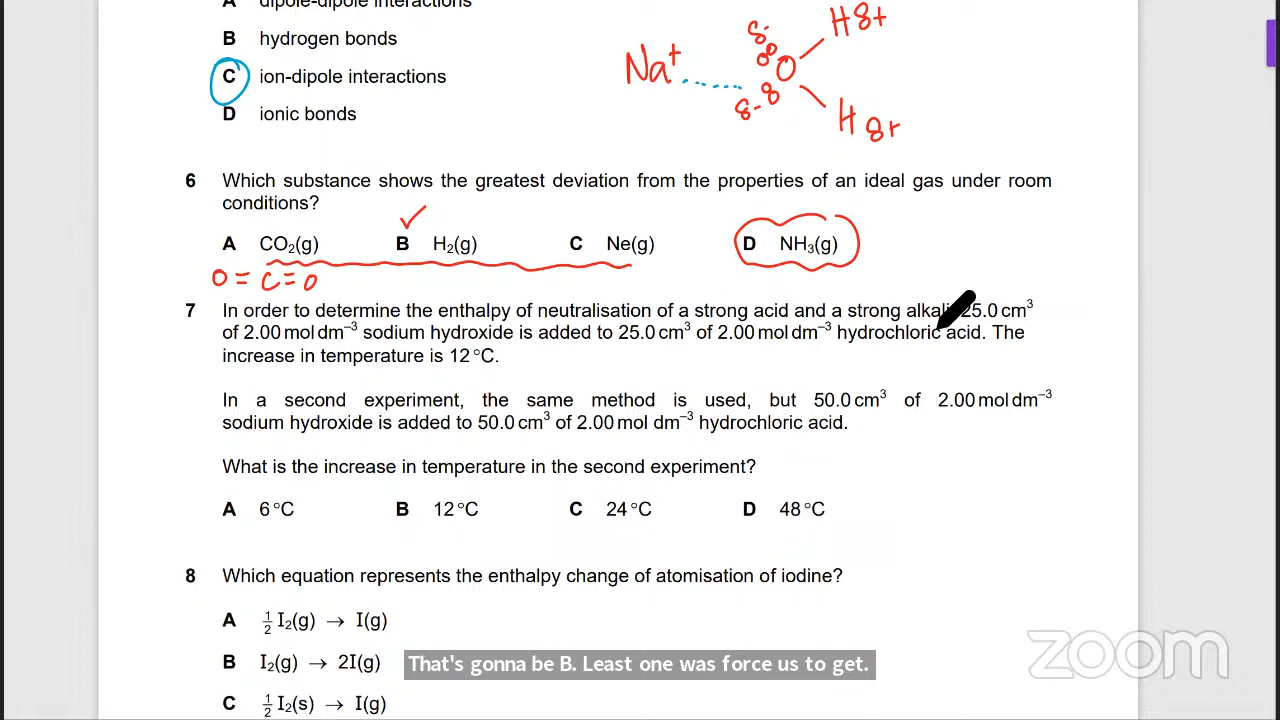 A dipole-dipole interactions
B hydrogen bonds
C ion-dipole interactions
D ionic bonds
Na⁺ δ- O H δ+
δ- H δ+
6 Which substance shows the greatest deviation from the properties of an ideal gas under room
conditions?
A CO₂(g) B H₂(g) C Ne(g) D NH₃(g)
O = C = O
7 In order to determine the enthalpy of neutralisation of a strong acid and a strong alkali 25.0 cm³
of 2.00 mol dm⁻³ sodium hydroxide is added to 25.0 cm³ of 2.00 mol dm⁻³ hydrochloric acid. The
increase in temperature is 12 °C.
In a second experiment, the same method is used, but 50.0 cm³ of 2.00 mol dm⁻³
sodium hydroxide is added to 50.0 cm³ of 2.00 mol dm⁻³ hydrochloric acid.
What is the increase in temperature in the second experiment?
A 6 °C B 12 °C C 24 °C D 48 °C
8 Which equation represents the enthalpy change of atomisation of iodine?
A ½ I₂(g) → I(g)
B I₂(g) → 2I(g)
C ½ I₂(s) → I(g)
That's gonna be B. Least one was force us to get.
zoom